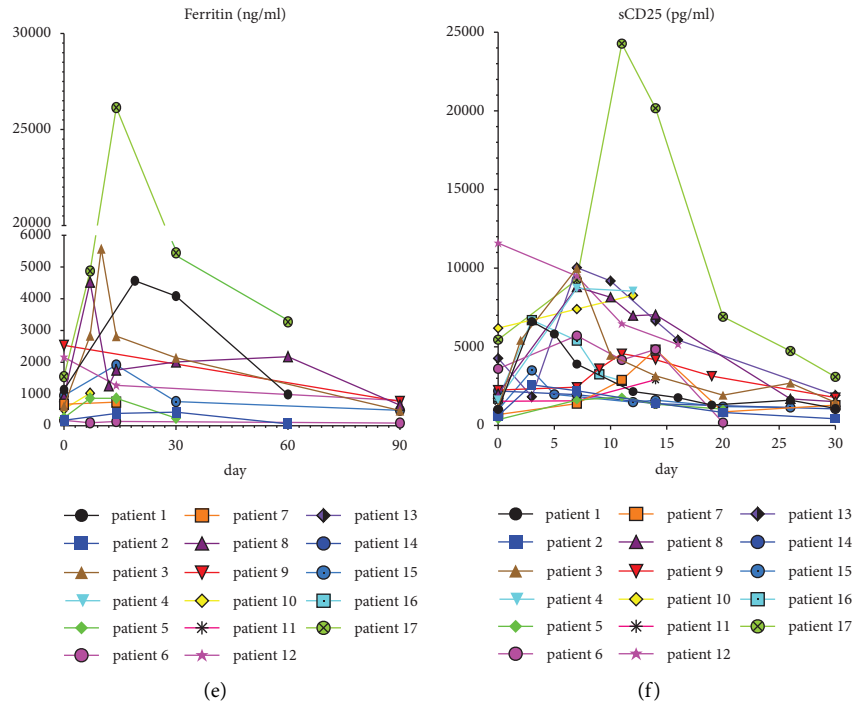 Ferritin (ng/ml)
30000
25000
20000
6000
5000
4000
3000
2000
1000
0
0 30 60 90
day
patient 1 patient 7 patient 13
patient 2 patient 8 patient 14
patient 3 patient 9 patient 15
patient 4 patient 10 patient 16
patient 5 patient 11 patient 17
patient 6 patient 12
(e)
sCD25 (pg/ml)
25000
20000
15000
10000
5000
0
0 5 10 15 20 25 30
day
patient 1 patient 7 patient 13
patient 2 patient 8 patient 14
patient 3 patient 9 patient 15
patient 4 patient 10 patient 16
patient 5 patient 11 patient 17
patient 6 patient 12
(f)